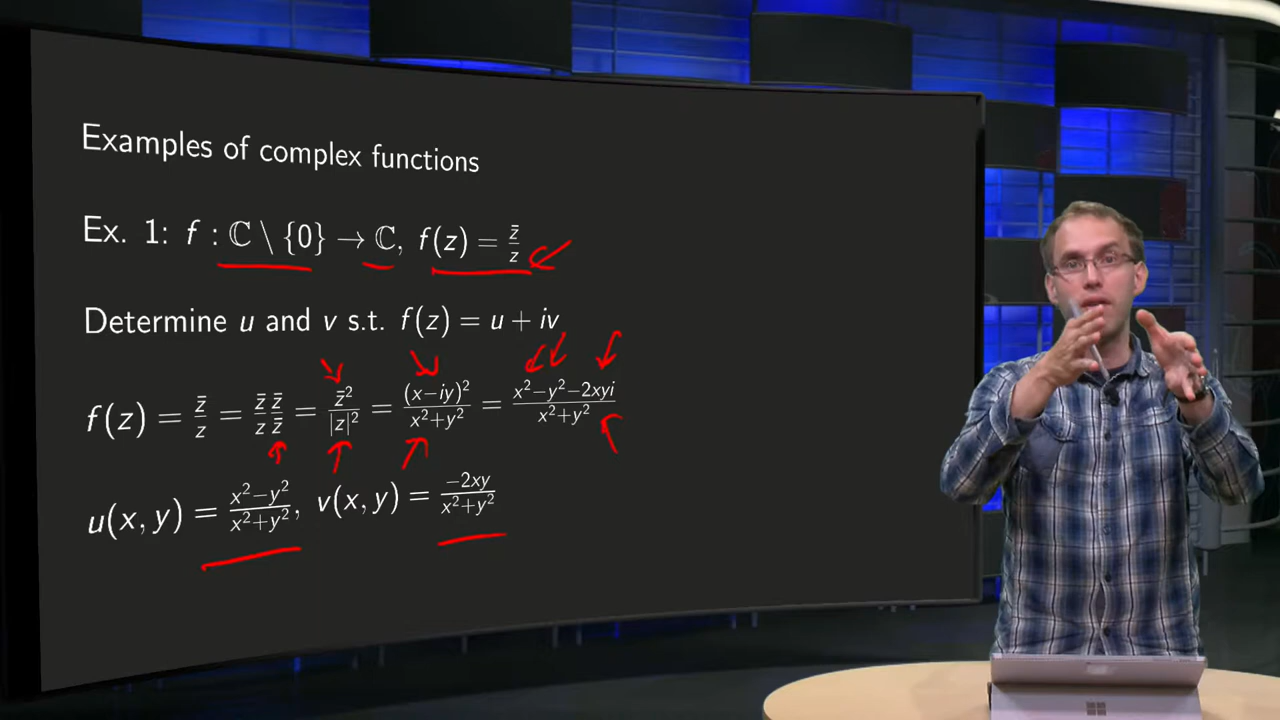 Examples of complex functions
Ex. 1: f : ℂ \ {0} → ℂ, f(z) = z̄/z
Determine u and v s.t. f(z) = u + iv
f(z) = z̄/z = z̄/z z̄/z̄ = z̄²/|z|² = (x−iy)²/(x²+y²) = (x²−y²−2xyi)/(x²+y²)
u(x, y) = (x²−y²)/(x²+y²), v(x, y) = −2xy/(x²+y²)